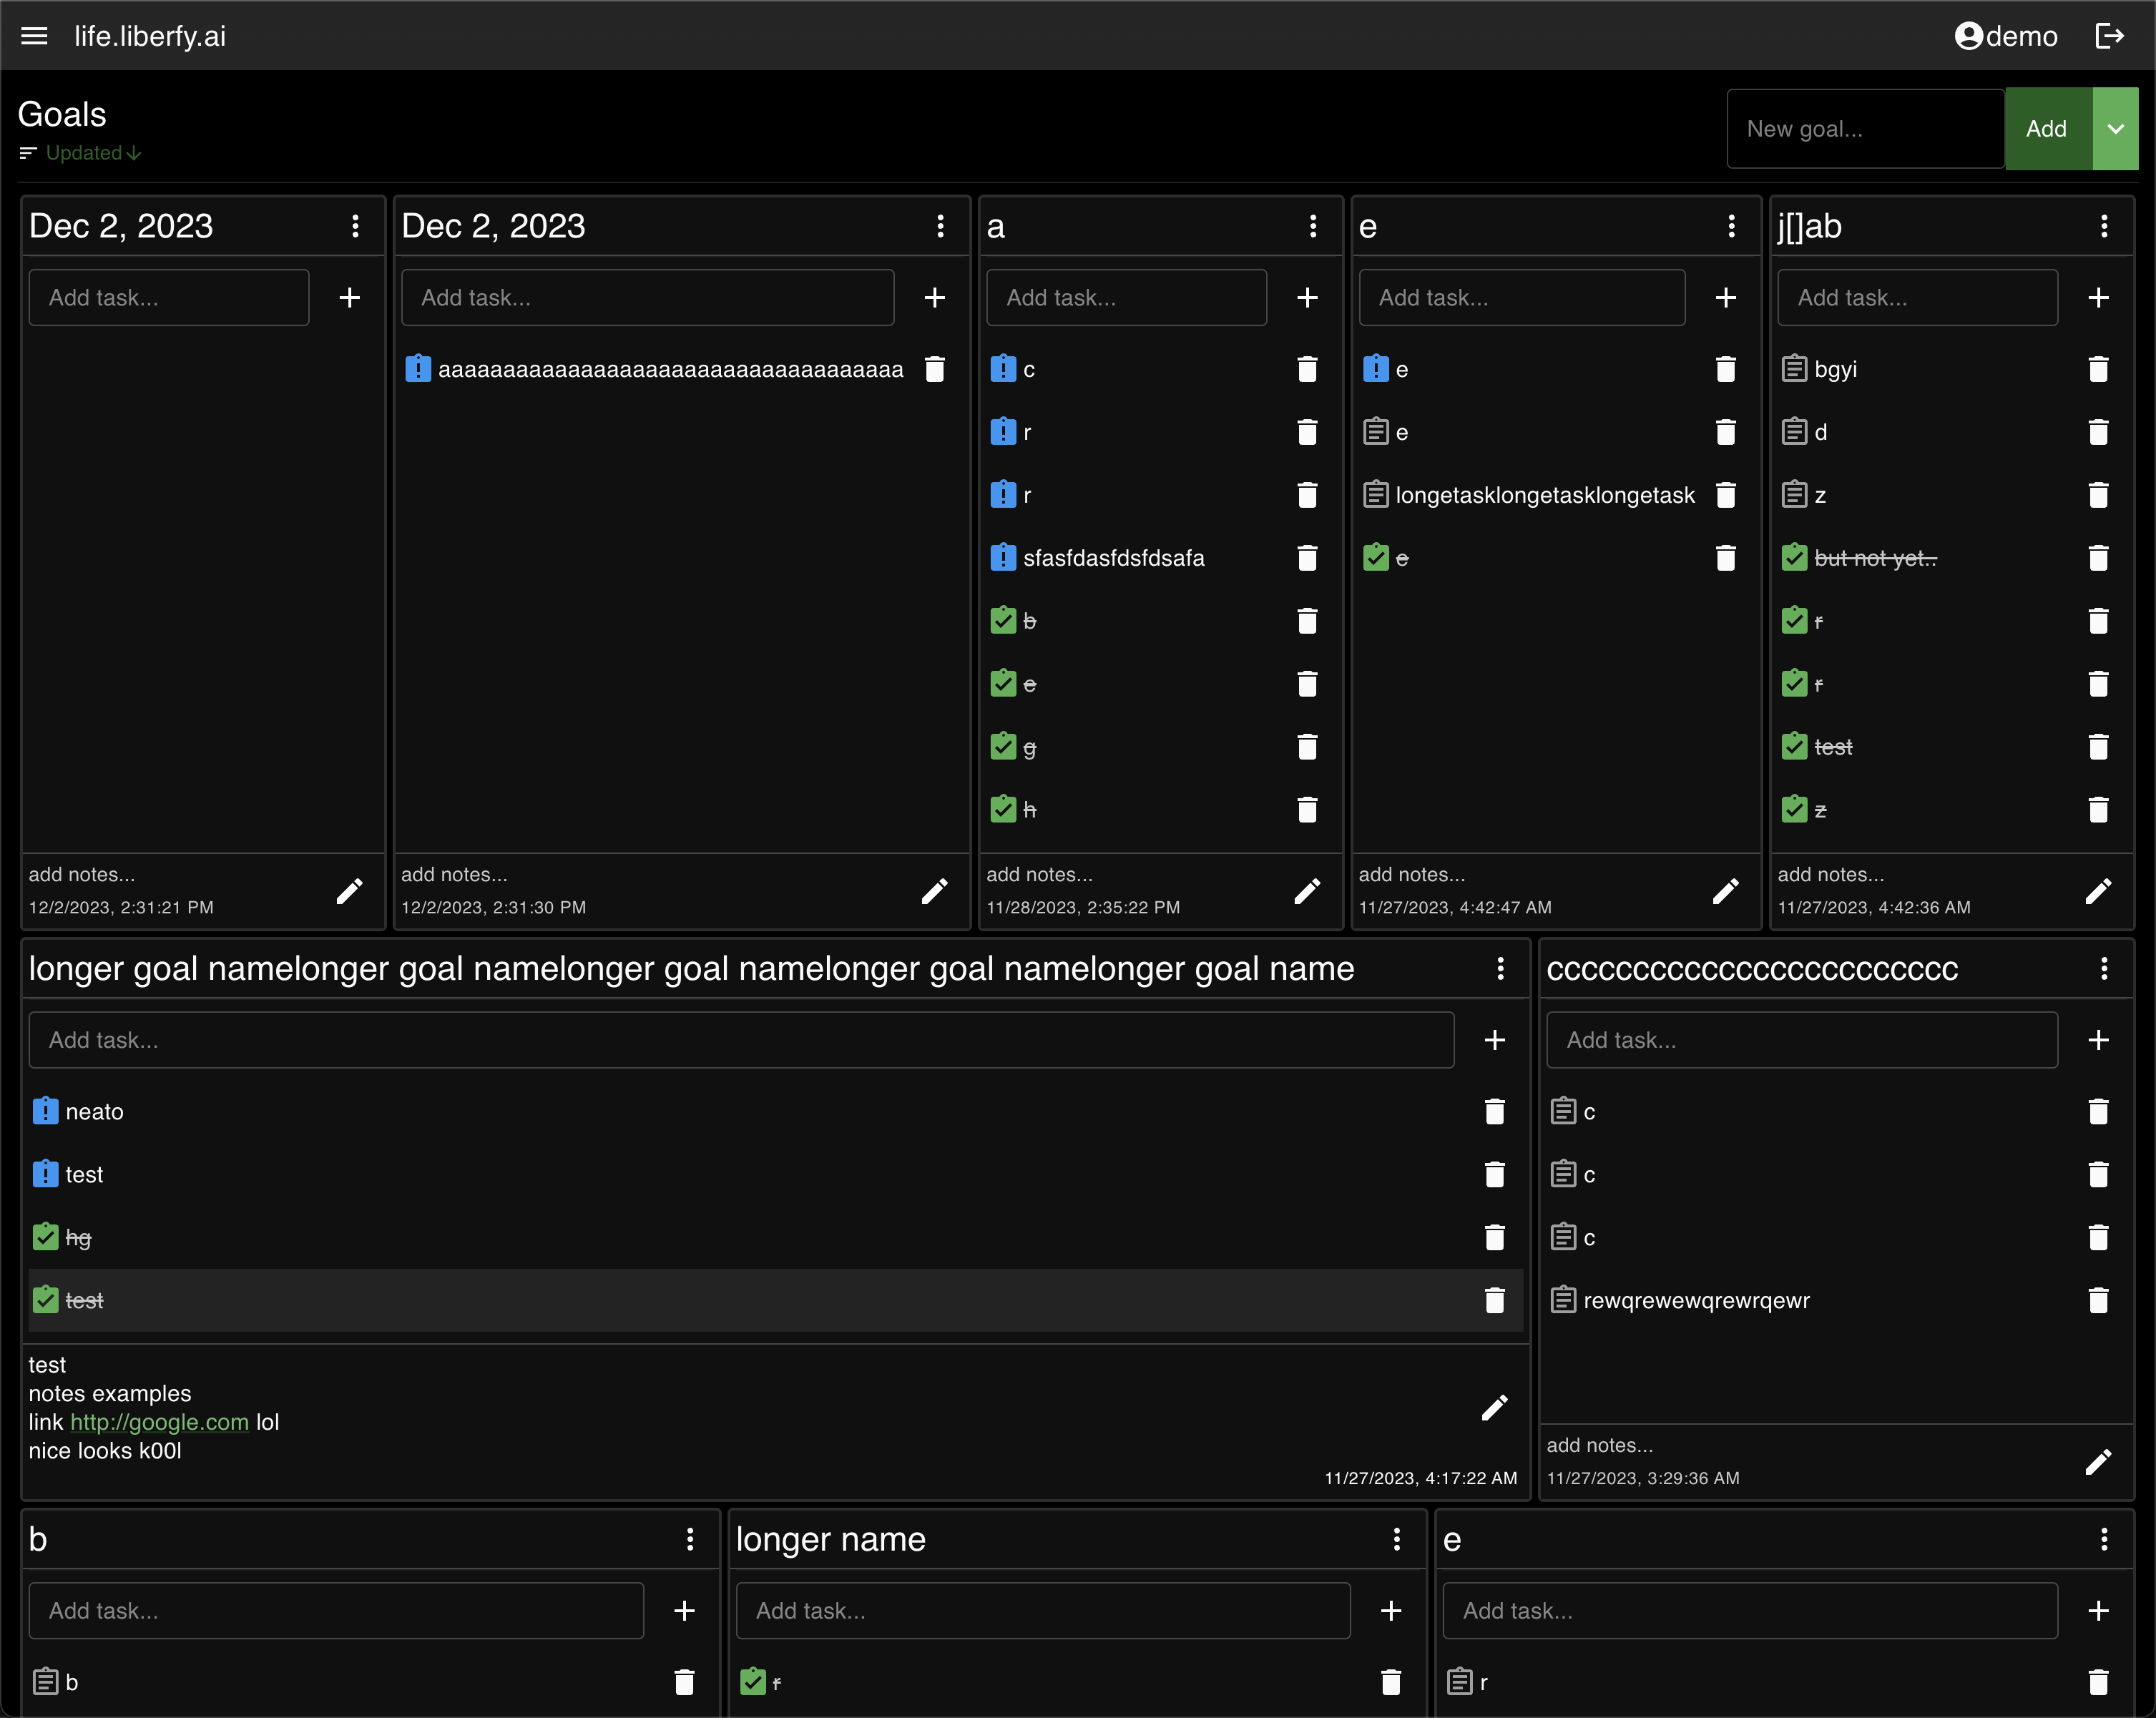 life.liberfy.ai
demo
Goals
Updated
New goal...
Add
Dec 2, 2023
Add task...
add notes...
12/2/2023, 2:31:21 PM
Dec 2, 2023
Add task...
aaaaaaaaaaaaaaaaaaaaaaaaaaaaaaaaaaaa
add notes...
12/2/2023, 2:31:30 PM
a
Add task...
c
r
r
sfasfdasfdsfdsafa
b
e
g
h
add notes...
11/28/2023, 2:35:22 PM
e
Add task...
e
e
longetasklongetasklongetask
e
add notes...
11/27/2023, 4:42:47 AM
j[]ab
Add task...
bgyi
d
z
but not yet..
r
r
test
z
add notes...
11/27/2023, 4:42:36 AM
longer goal namelonger goal namelonger goal namelonger goal namelonger goal name
Add task...
neato
test
hg
test
test
notes examples
link http://google.com lol
nice looks k00l
11/27/2023, 4:17:22 AM
cccccccccccccccccccccccc
Add task...
c
c
c
rewqrewewqrewrqewr
add notes...
11/27/2023, 3:29:36 AM
b
Add task...
b
longer name
Add task...
r
e
Add task...
r